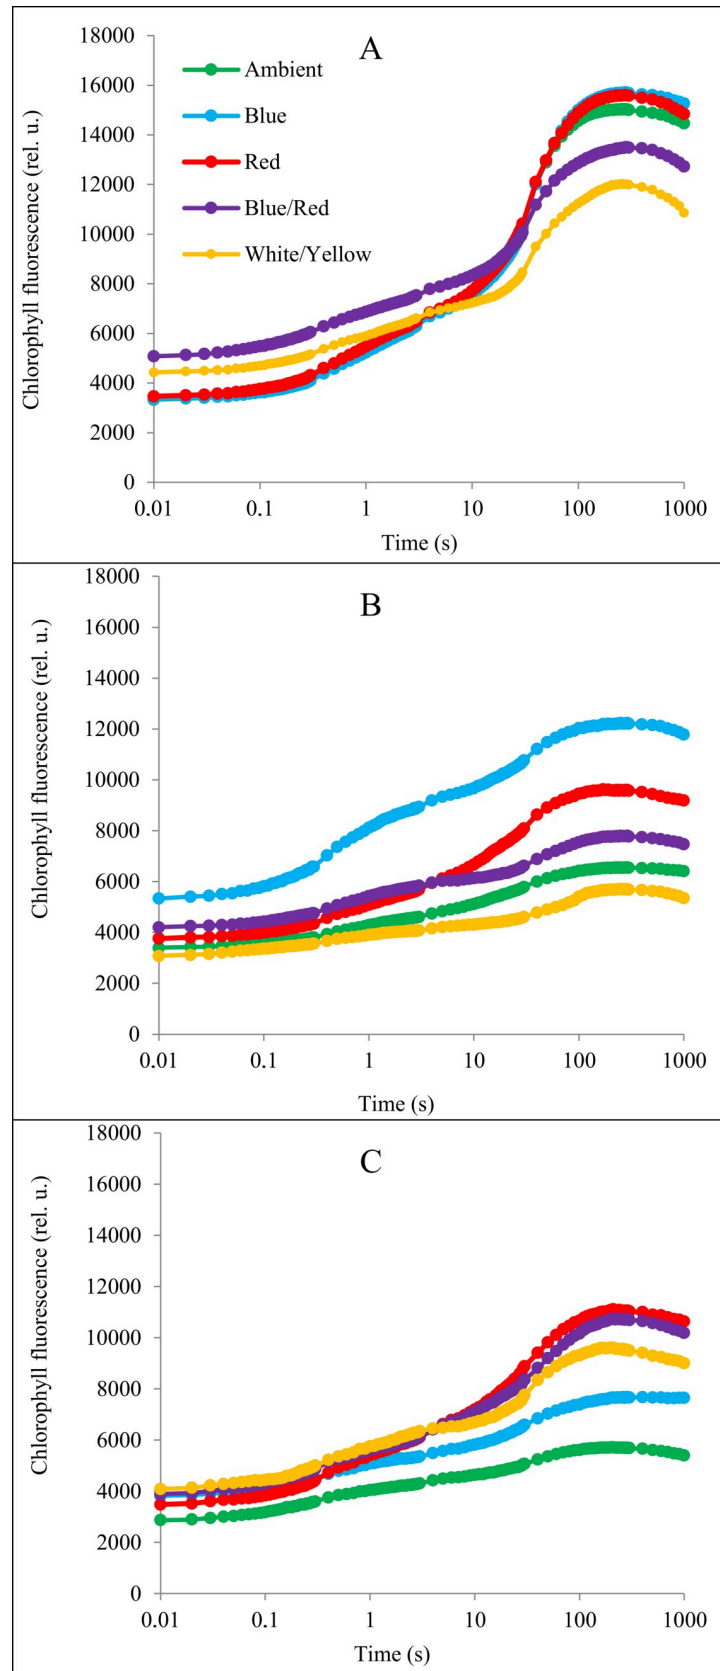 A
18000
16000
14000
12000
10000
8000
6000
4000
2000
0
Chlorophyll fluorescence (rel. u.)
Ambient
Blue
Red
Blue/Red
White/Yellow
0.01 0.1 1 10 100 1000
Time (s)
B
18000
16000
14000
12000
10000
8000
6000
4000
2000
0
Chlorophyll fluorescence (rel. u.)
0.01 0.1 1 10 100 1000
Time (s)
C
18000
16000
14000
12000
10000
8000
6000
4000
2000
0
Chlorophyll fluorescence (rel. u.)
0.01 0.1 1 10 100 1000
Time (s)